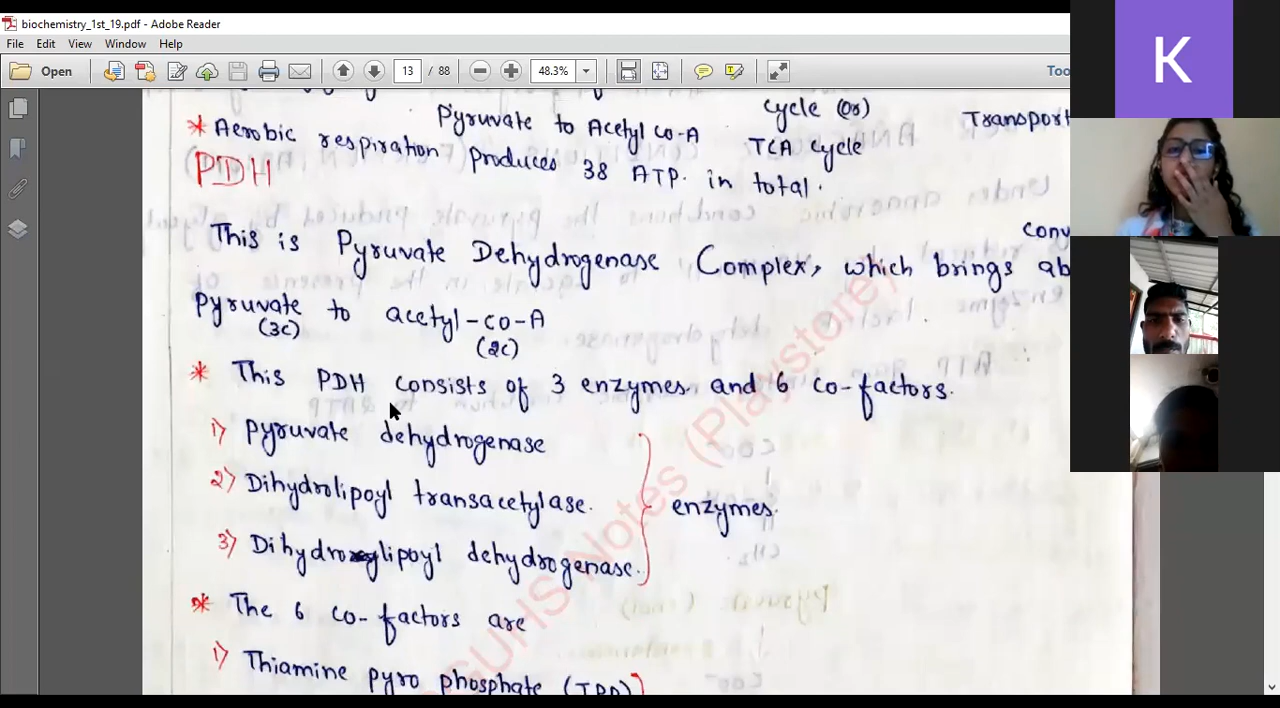 biochemistry_1st_19.pdf - Adobe Reader
File Edit View Window Help
Open 13 / 88 48.3% Too
K
Pyruvate to Acetyl co-A
cycle (or)
TCA cycle
Transport
* Aerobic respiration produces 38 ATP. in total.
PDH
This is Pyruvate Dehydrogenase Complex, which brings ab
conv
Pyruvate to acetyl-co-A
(3c) (2c)
* This PDH consists of 3 enzymes and 6 co-factors.
1) Pyruvate dehydrogenase
2) Dihydrolipoyl transacetylase.
enzymes.
3) Dihydrolipoyl dehydrogenase.
* The 6 co-factors are
1) Thiamine pyro phosphate (TPP)
GUHS Notes (Playstore)